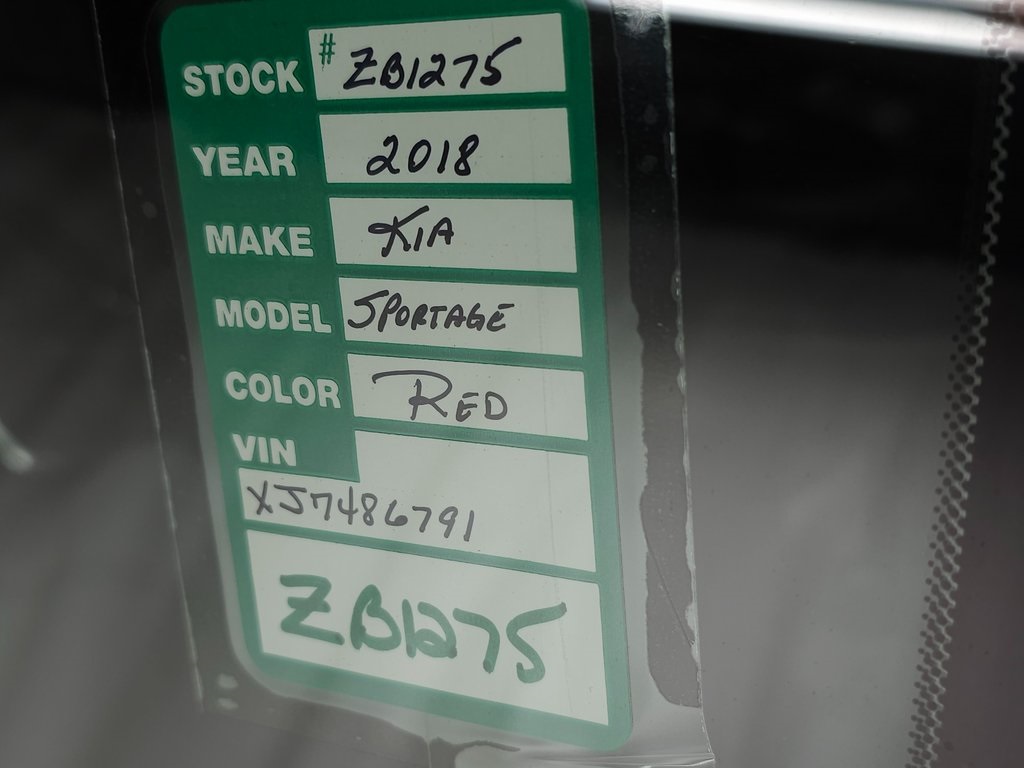 STOCK # ZB1275
YEAR 2018
MAKE KIA
MODEL SPORTAGE
COLOR RED
VIN
XJ7486791
ZB1275